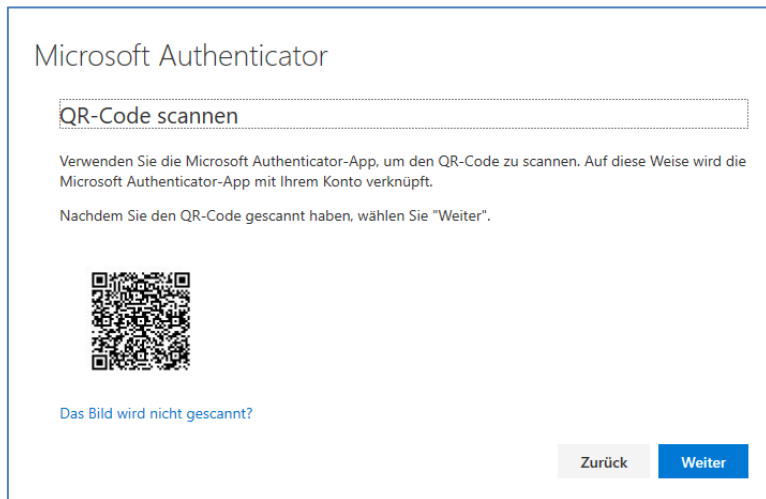 Microsoft Authenticator
QR-Code scannen
Verwenden Sie die Microsoft Authenticator-App, um den QR-Code zu scannen. Auf diese Weise wird die
Microsoft Authenticator-App mit Ihrem Konto verknüpft.
Nachdem Sie den QR-Code gescannt haben, wählen Sie "Weiter".
Das Bild wird nicht gescannt?
Zurück
Weiter